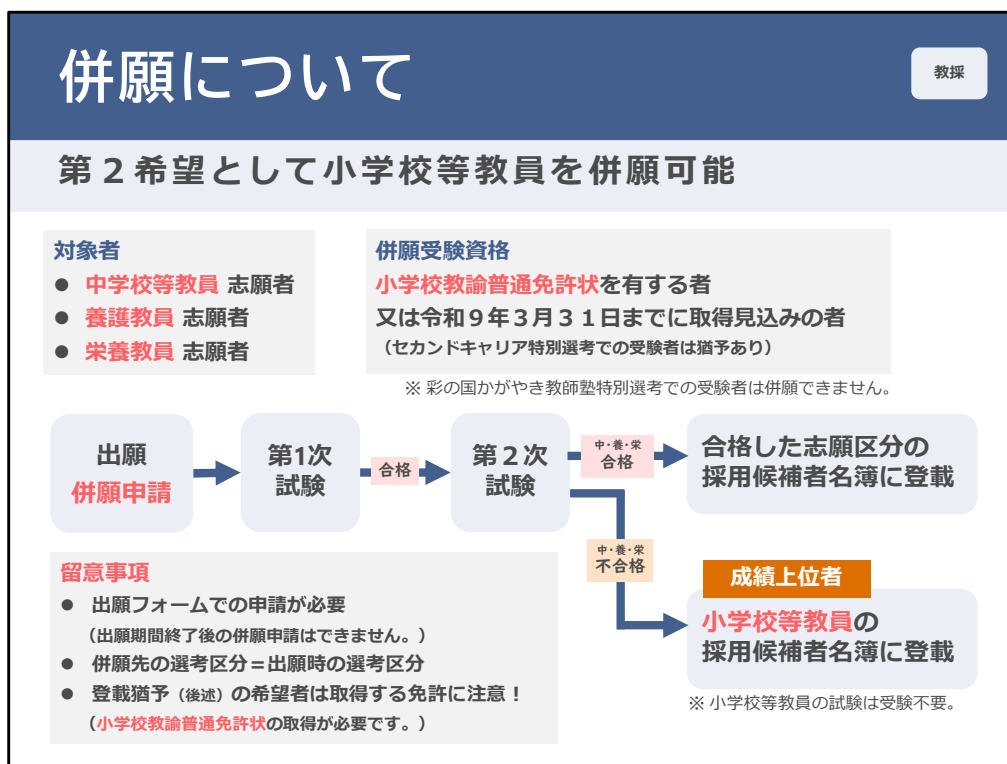 併願について
教採
第２希望として小学校等教員を併願可能
対象者
● 中学校等教員 志願者
● 養護教員 志願者
● 栄養教員 志願者
併願受験資格
小学校教諭普通免許状を有する者
又は令和９年３月３１日までに取得見込みの者
（セカンドキャリア特別選考での受験者は猶予あり）
※ 彩の国かがやき教師塾特別選考での受験者は併願できません。
出願
併願申請
第1次
試験
合格
第２次
試験
中・養・栄
合格
合格した志願区分の
採用候補者名簿に登載
中・養・栄
不合格
成績上位者
小学校等教員の
採用候補者名簿に登載
※ 小学校等教員の試験は受験不要。
留意事項
● 出願フォームでの申請が必要
（出願期間終了後の併願申請はできません。）
● 併願先の選考区分＝出願時の選考区分
● 登載猶予（後述）の希望者は取得する免許に注意！
（小学校教諭普通免許状の取得が必要です。）